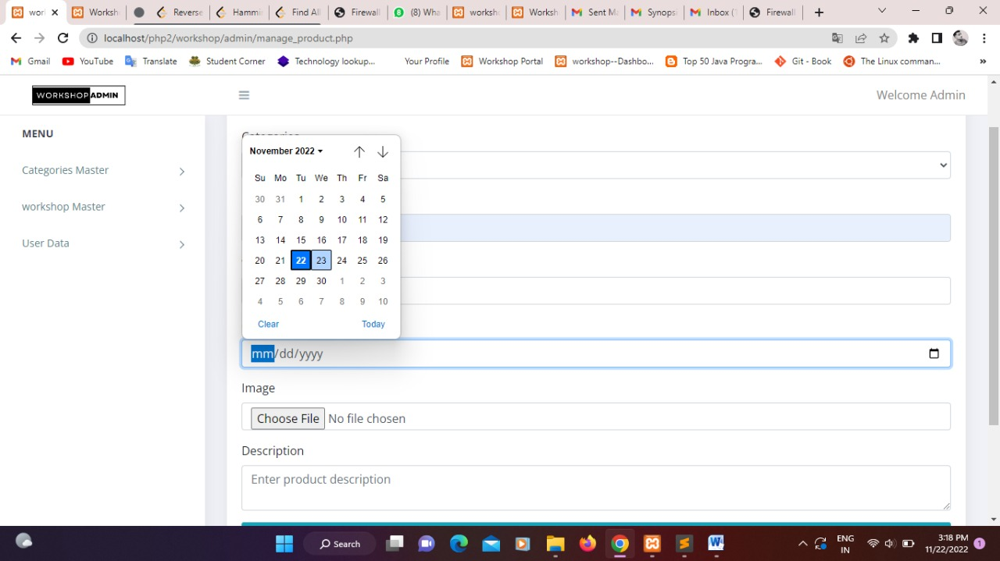 worl
Worksh
Reverse
Hammin
Find All
Firewall
(8) Wha
worksho
Worksh
Sent M
Synopsi
Inbox (
Firewall
localhost/php2/workshop/admin/manage_product.php
Gmail
YouTube
Translate
Student Corner
Technology lookup...
Your Profile
Workshop Portal
workshop--Dashbo...
Top 50 Java Progra...
Git - Book
The Linux comman...
WORKSHOP ADMIN
Welcome Admin
MENU
Categories Master
workshop Master
User Data
Categories
November 2022
Su Mo Tu We Th Fr Sa
30 31 1 2 3 4 5
6 7 8 9 10 11 12
13 14 15 16 17 18 19
20 21 22 23 24 25 26
27 28 29 30 1 2 3
4 5 6 7 8 9 10
Clear Today
mm/dd/yyyy
Image
Choose File No file chosen
Description
Enter product description
Search
ENG
IN
3:18 PM
11/22/2022
1